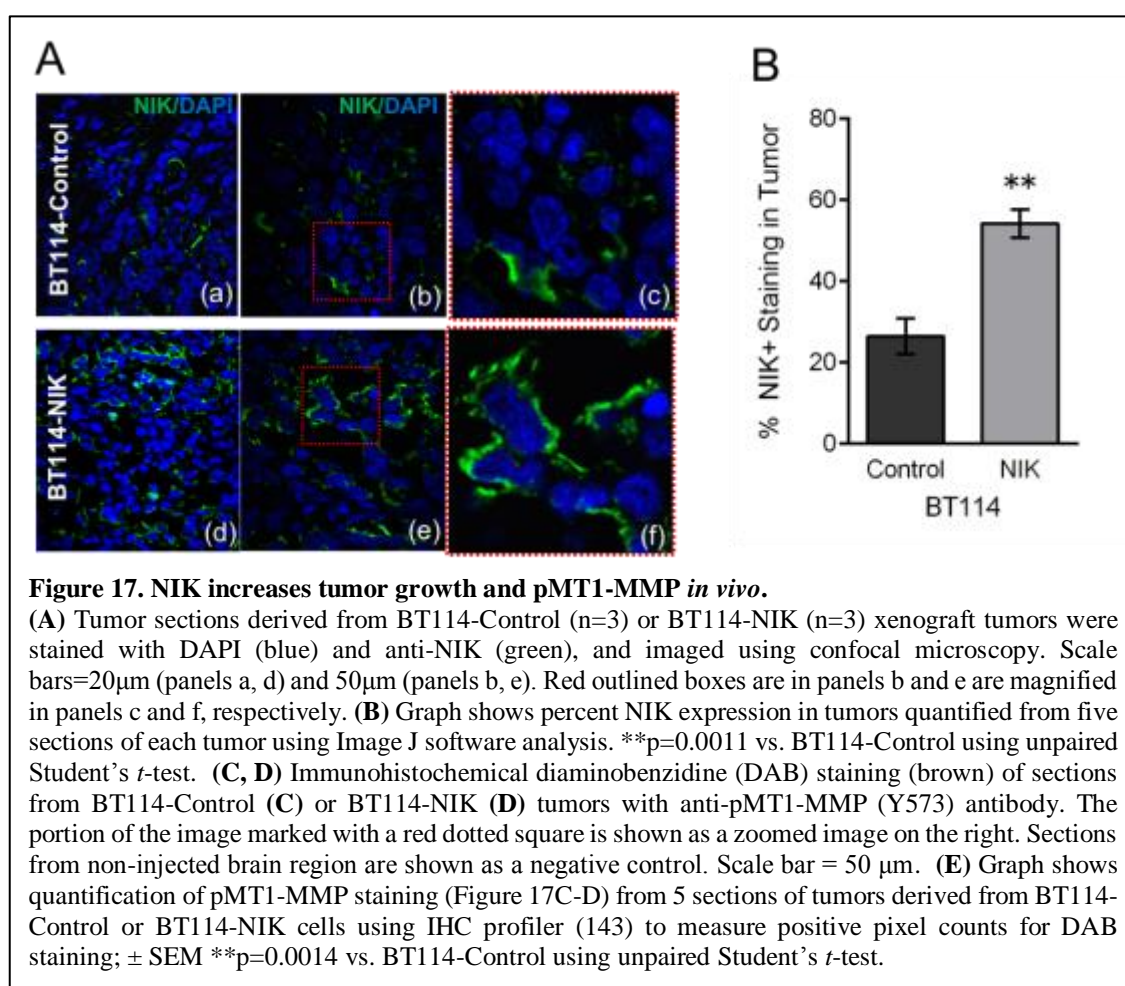 A
B
NIK/DAPI
NIK/DAPI
BT114-Control
(a)
(b)
(c)
BT114-NIK
(d)
(e)
(f)
% NIK+ Staining in Tumor
80
60
40
20
0
**
Control
NIK
BT114
Figure 17. NIK increases tumor growth and pMT1-MMP in vivo.
(A) Tumor sections derived from BT114-Control (n=3) or BT114-NIK (n=3) xenograft tumors were
stained with DAPI (blue) and anti-NIK (green), and imaged using confocal microscopy. Scale
bars=20μm (panels a, d) and 50μm (panels b, e). Red outlined boxes are in panels b and e are magnified
in panels c and f, respectively. (B) Graph shows percent NIK expression in tumors quantified from five
sections of each tumor using Image J software analysis. **p=0.0011 vs. BT114-Control using unpaired
Student's t-test. (C, D) Immunohistochemical diaminobenzidine (DAB) staining (brown) of sections
from BT114-Control (C) or BT114-NIK (D) tumors with anti-pMT1-MMP (Y573) antibody. The
portion of the image marked with a red dotted square is shown as a zoomed image on the right. Sections
from non-injected brain region are shown as a negative control. Scale bar = 50 μm. (E) Graph shows
quantification of pMT1-MMP staining (Figure 17C-D) from 5 sections of tumors derived from BT114-
Control or BT114-NIK cells using IHC profiler (143) to measure positive pixel counts for DAB
staining; ± SEM **p=0.0014 vs. BT114-Control using unpaired Student's t-test.